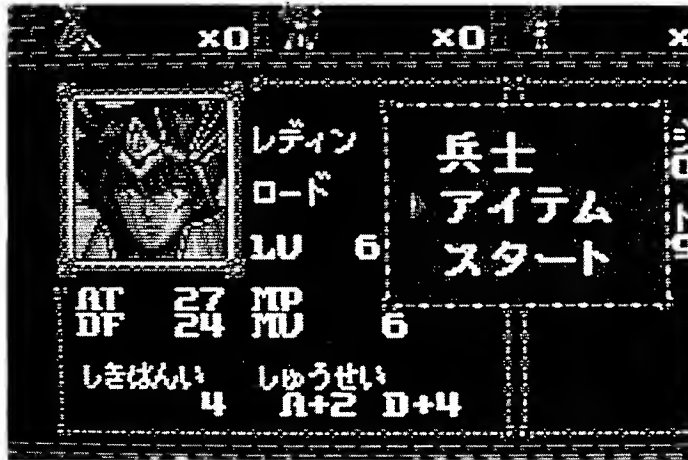 ×0 ×0 ×
レディン
ロード
LV 6
兵士
アイテム
スタート
AT 27 MP
DF 24 MV 6
しきはんい しゅうせい
4 A+2 D+4